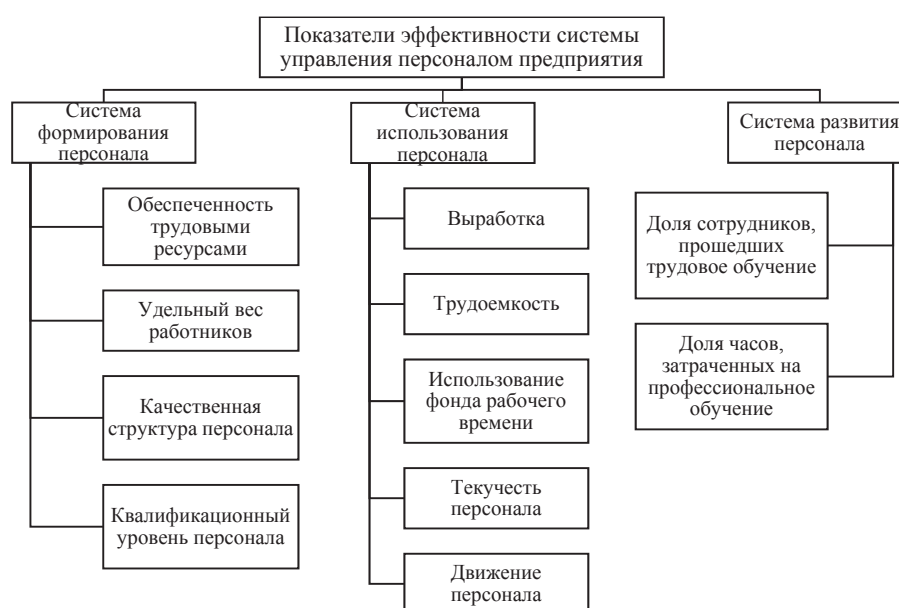 Показатели эффективности системы
управления персоналом предприятия
Система
формирования
персонала
Система
использования
персонала
Система развития
персонала
Обеспеченность
трудовыми
ресурсами
Удельный вес
работников
Качественная
структура персонала
Квалификационный
уровень персонала
Выработка
Трудоемкость
Использование
фонда рабочего
времени
Текучесть
персонала
Движение
персонала
Доля сотрудников,
прошедших
трудовое обучение
Доля часов,
затраченных на
профессиональное
обучение